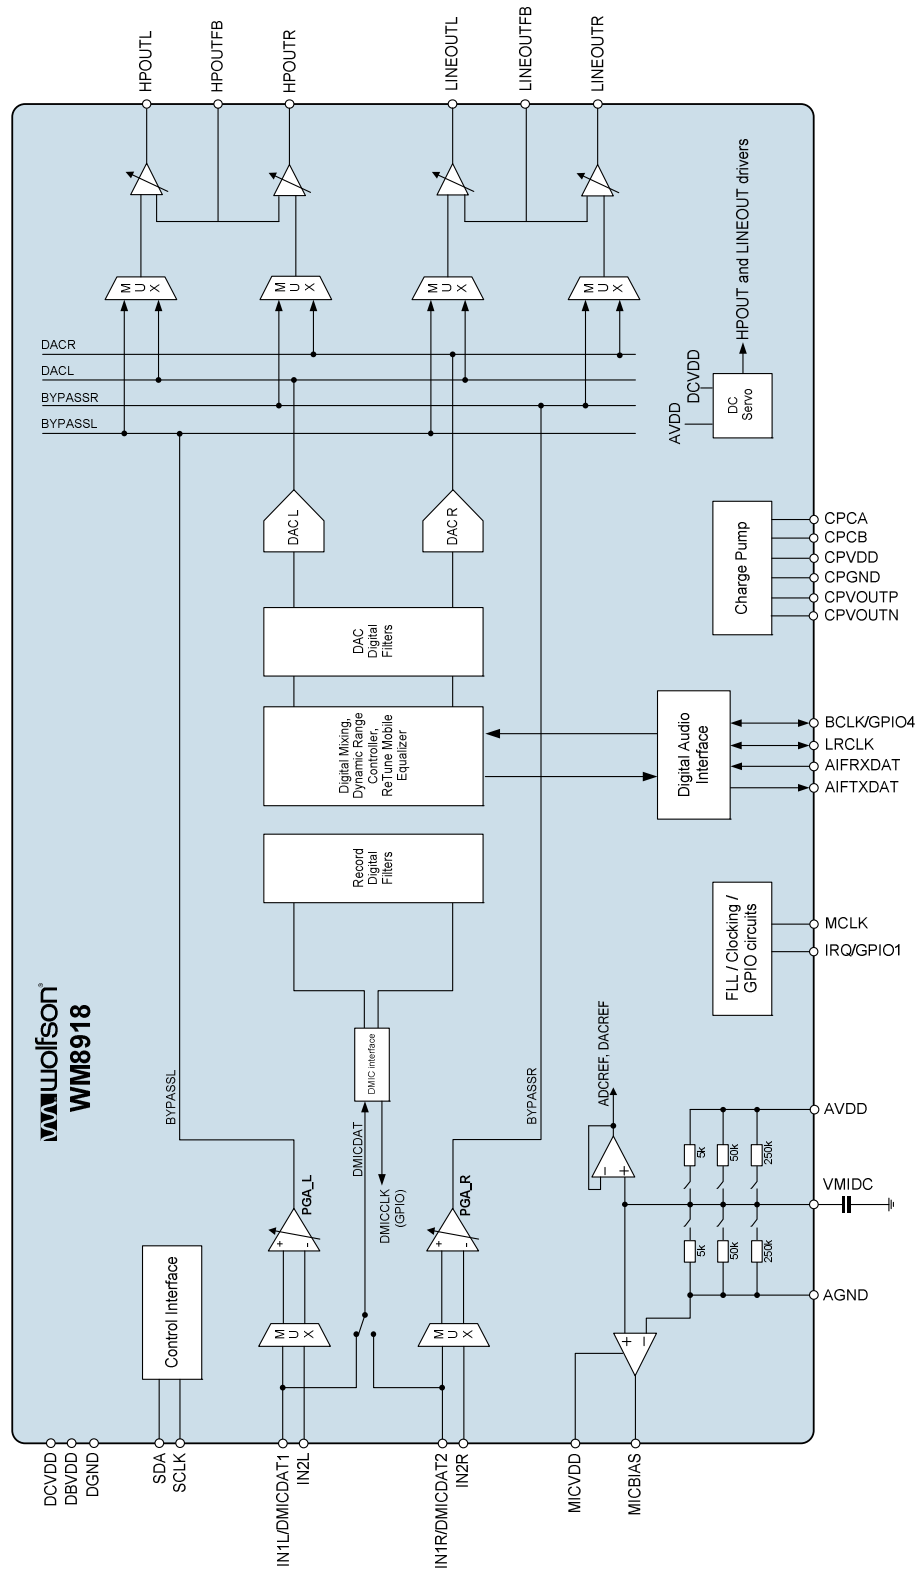 HPOUTL
HPOUTFB
HPOUTR
LINEOUTL
LINEOUTFB
LINEOUTR
M
U
X
M
U
X
M
U
X
M
U
X
HPOUT and LINEOUT drivers
DACR
DACL
BYPASSR
BYPASSL
AVDD
DCVDD
DC
Servo
DAC L
DAC R
Charge Pump
CPCA
CPCB
CPVDD
CPGND
CPVOUTP
CPVOUTN
DAC
Digital
Filters
Digital Mixing,
Dynamic Range
Controller,
ReTune Mobile
Equalizer
Digital Audio
Interface
BCLK/GPIO4
LRCLK
AIFRXDAT
AIFTXDAT
Record
Digital
Filters
FLL / Clocking /
GPIO circuits
MCLK
IRQ/GPIO1
wolfson®
WM8918
BYPASSL
DMIC interface
BYPASSR
ADCREF, DACREF
DMICDAT
DMICCLK
(GPIO)
PGA_L
+
-
PGA_R
+
-
-
+
5k
50k
250k
5k
50k
250k
AVDD
VMIDC
AGND
Control Interface
M
U
X
M
U
X
+
-
DCVDD
DBVDD
DGND
SDA
SCLK
IN1L/DMICDAT1
IN2L
IN1R/DMICDAT2
IN2R
MICVDD
MICBIAS